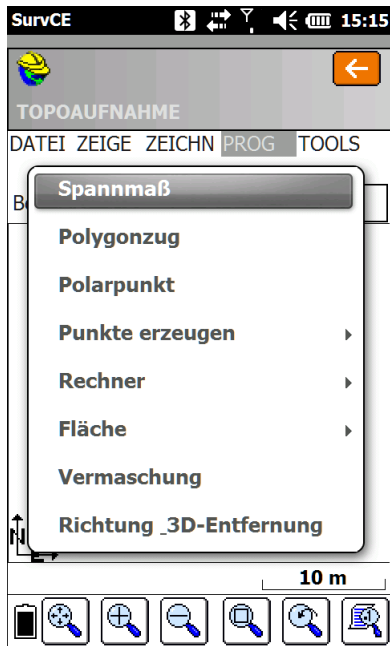 SurvCE 15:15
TOPOAUFNAHME
DATEI ZEIGE ZEICHN PROG TOOLS
Spannmaß
Polygonzug
Polarpunkt
Punkte erzeugen
Rechner
Fläche
Vermaschung
Richtung _3D-Entfernung
N
10 m